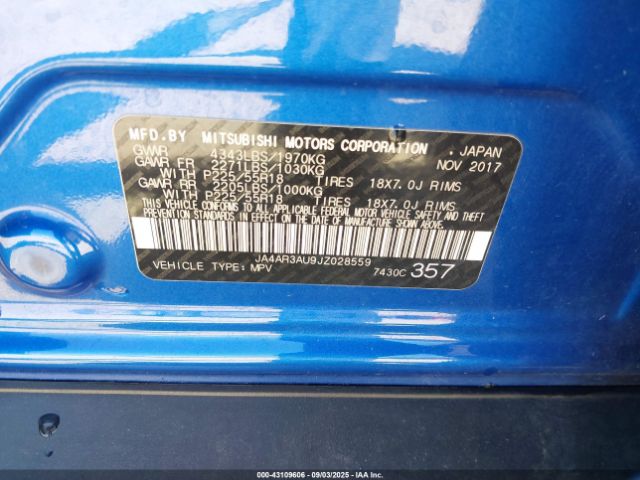 MFD. BY MITSUBISHI MOTORS CORPORATION . JAPAN
GVWR 4343LBS/1970KG NOV 2017
GAWR FR 2271LBS/1030KG
WITH P225/55R18 TIRES 18X7.0J RIMS
GAWR RR 2205LBS/1000KG
WITH P225/55R18 TIRES 18X7.0J RIMS
THIS VEHICLE CONFORMS TO ALL APPLICABLE FEDERAL MOTOR VEHICLE SAFETY AND THEFT
PREVENTION STANDARDS IN EFFECT ON THE DATE OF MANUFACTURE SHOWN ABOVE.
JA4AR3AU9JZ028559
VEHICLE TYPE: MPV 7430C 357
000-43109606 - 09/03/2025 - IAA Inc.